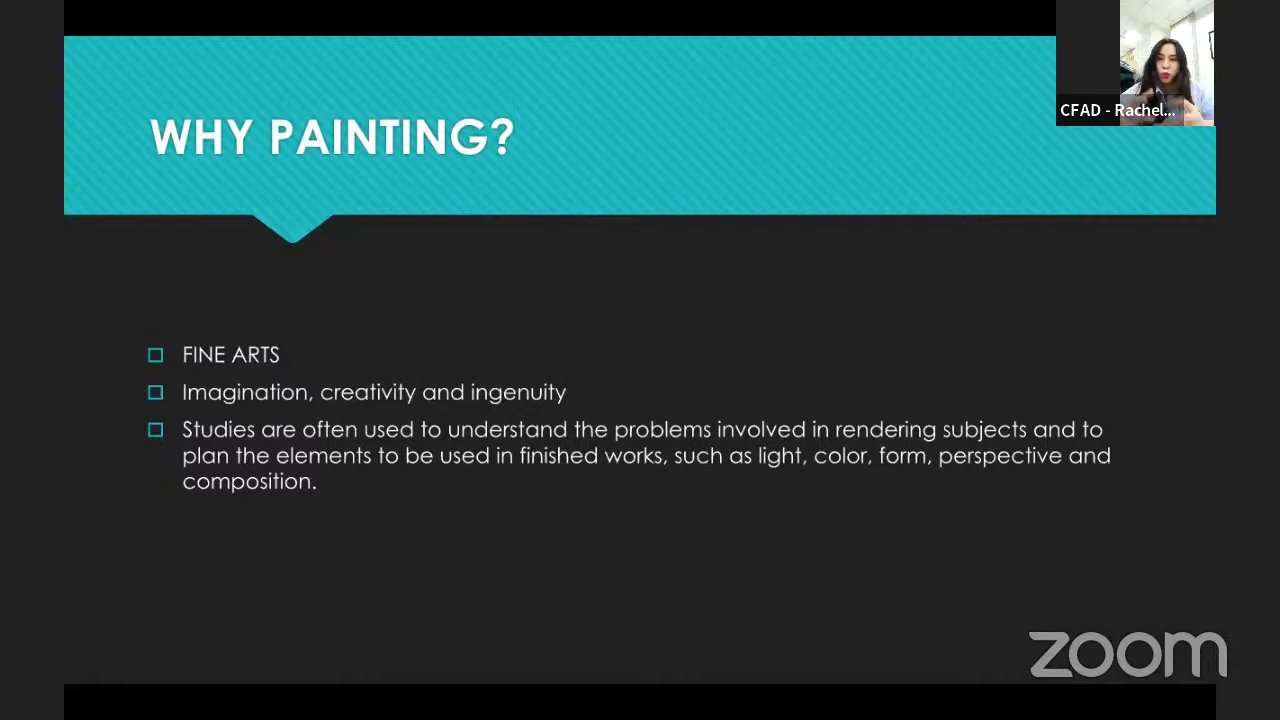 CFAD - Rachel...
WHY PAINTING?
FINE ARTS
Imagination, creativity and ingenuity
Studies are often used to understand the problems involved in rendering subjects and to
plan the elements to be used in finished works, such as light, color, form, perspective and
composition.
zoom